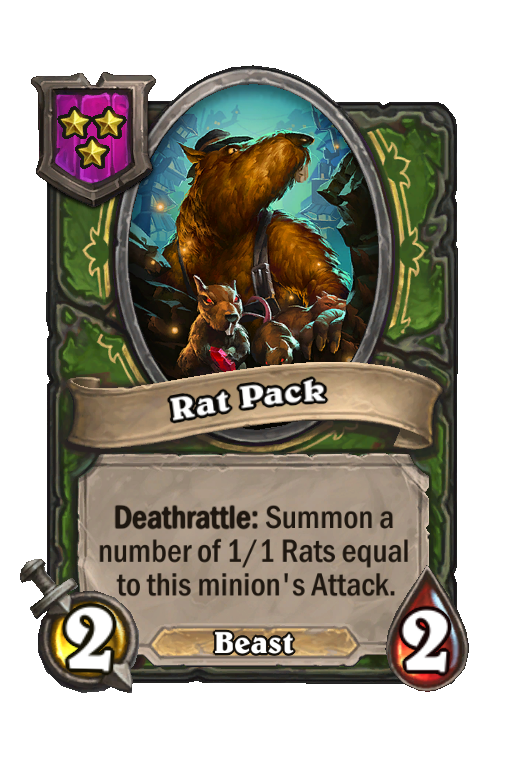 Rat Pack
Deathrattle: Summon a
number of 1/1 Rats equal
to this minion's Attack.
2
Beast
2